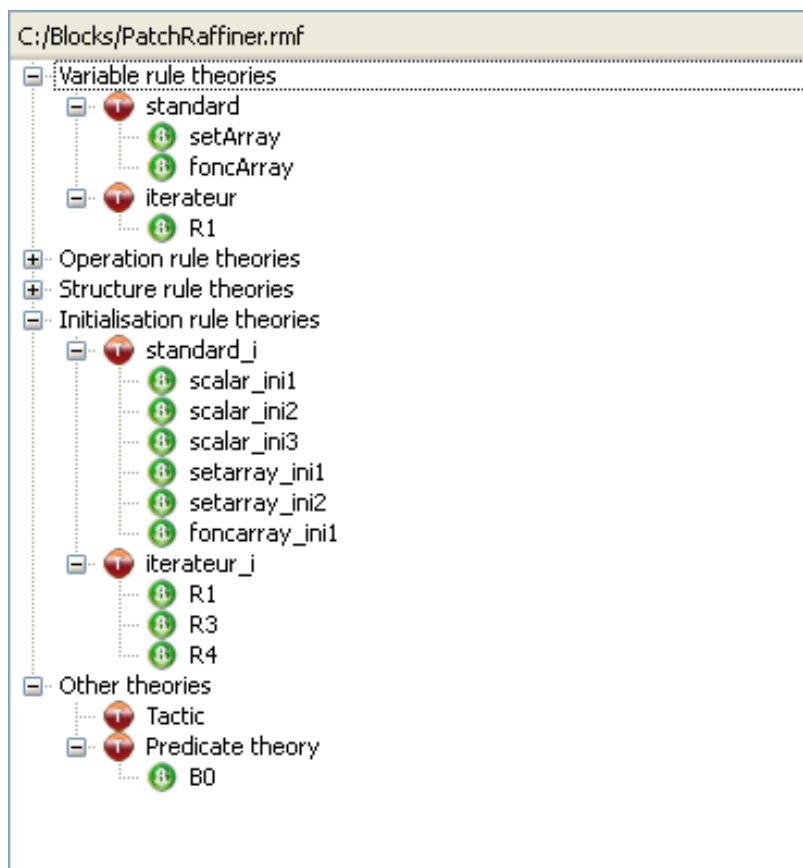 C:/Blocks/PatchRaffiner.rmf
Variable rule theories
standard
setArray
foncArray
iterateur
R1
Operation rule theories
Structure rule theories
Initialisation rule theories
standard_i
scalar_ini1
scalar_ini2
scalar_ini3
setarray_ini1
setarray_ini2
foncarray_ini1
iterateur_i
R1
R3
R4
Other theories
Tactic
Predicate theory
B0